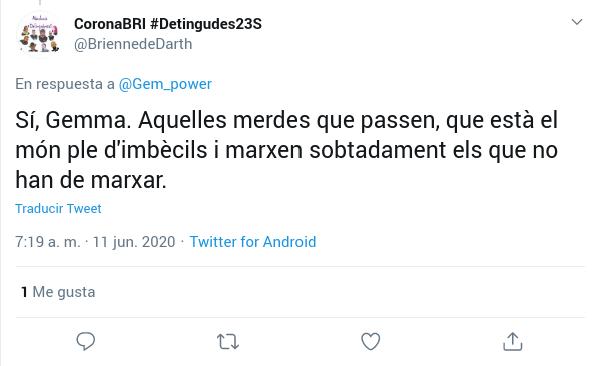 CoronaBRI #Detingudes23S
@BriennedeDarth
En respuesta a @Gem_power
Sí, Gemma. Aquelles merdes que passen, que està el
món ple d'imbècils i marxen sobtadament els que no
han de marxar.
Traducir Tweet
7:19 a. m. · 11 jun. 2020 · Twitter for Android
1 Me gusta